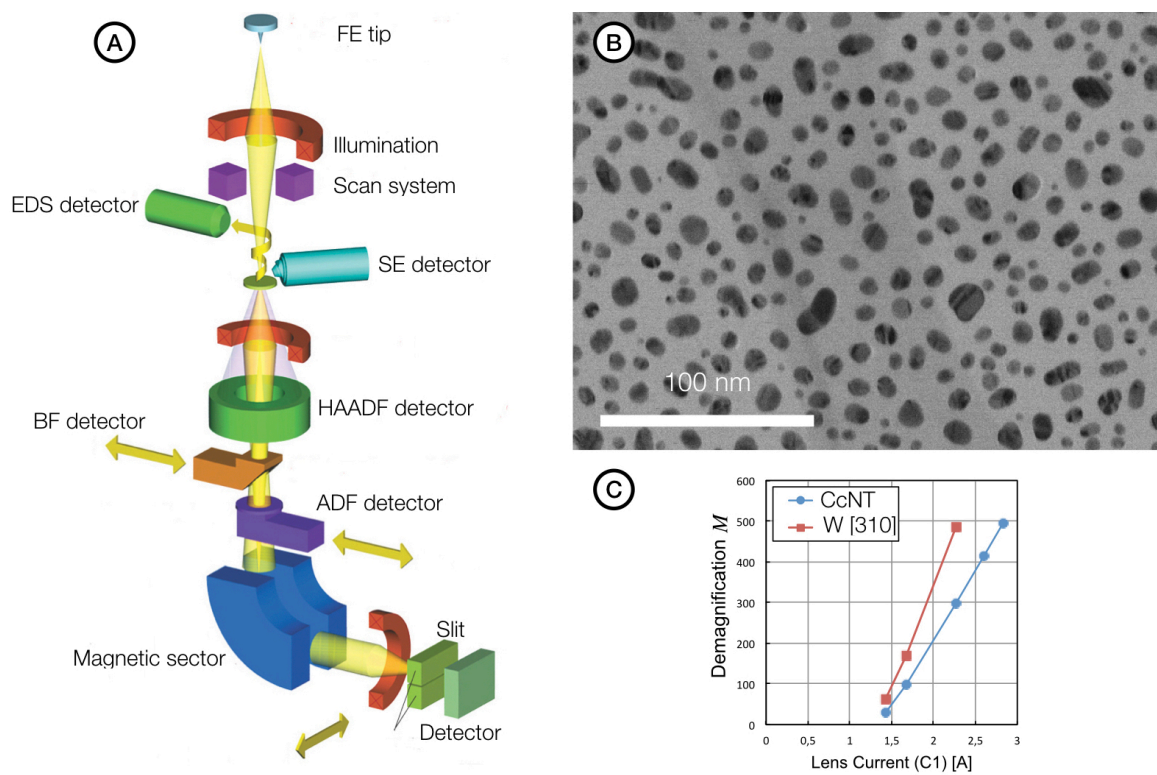 A
FE tip
Illumination
Scan system
EDS detector
SE detector
HAADF detector
BF detector
ADF detector
Magnetic sector
Slit
Detector
B
100 nm
C
CcNT
W [310]
Demagnification M
600
500
400
300
200
100
0
0 0,5 1 1,5 2 2,5 3
Lens Current (C1) [A]